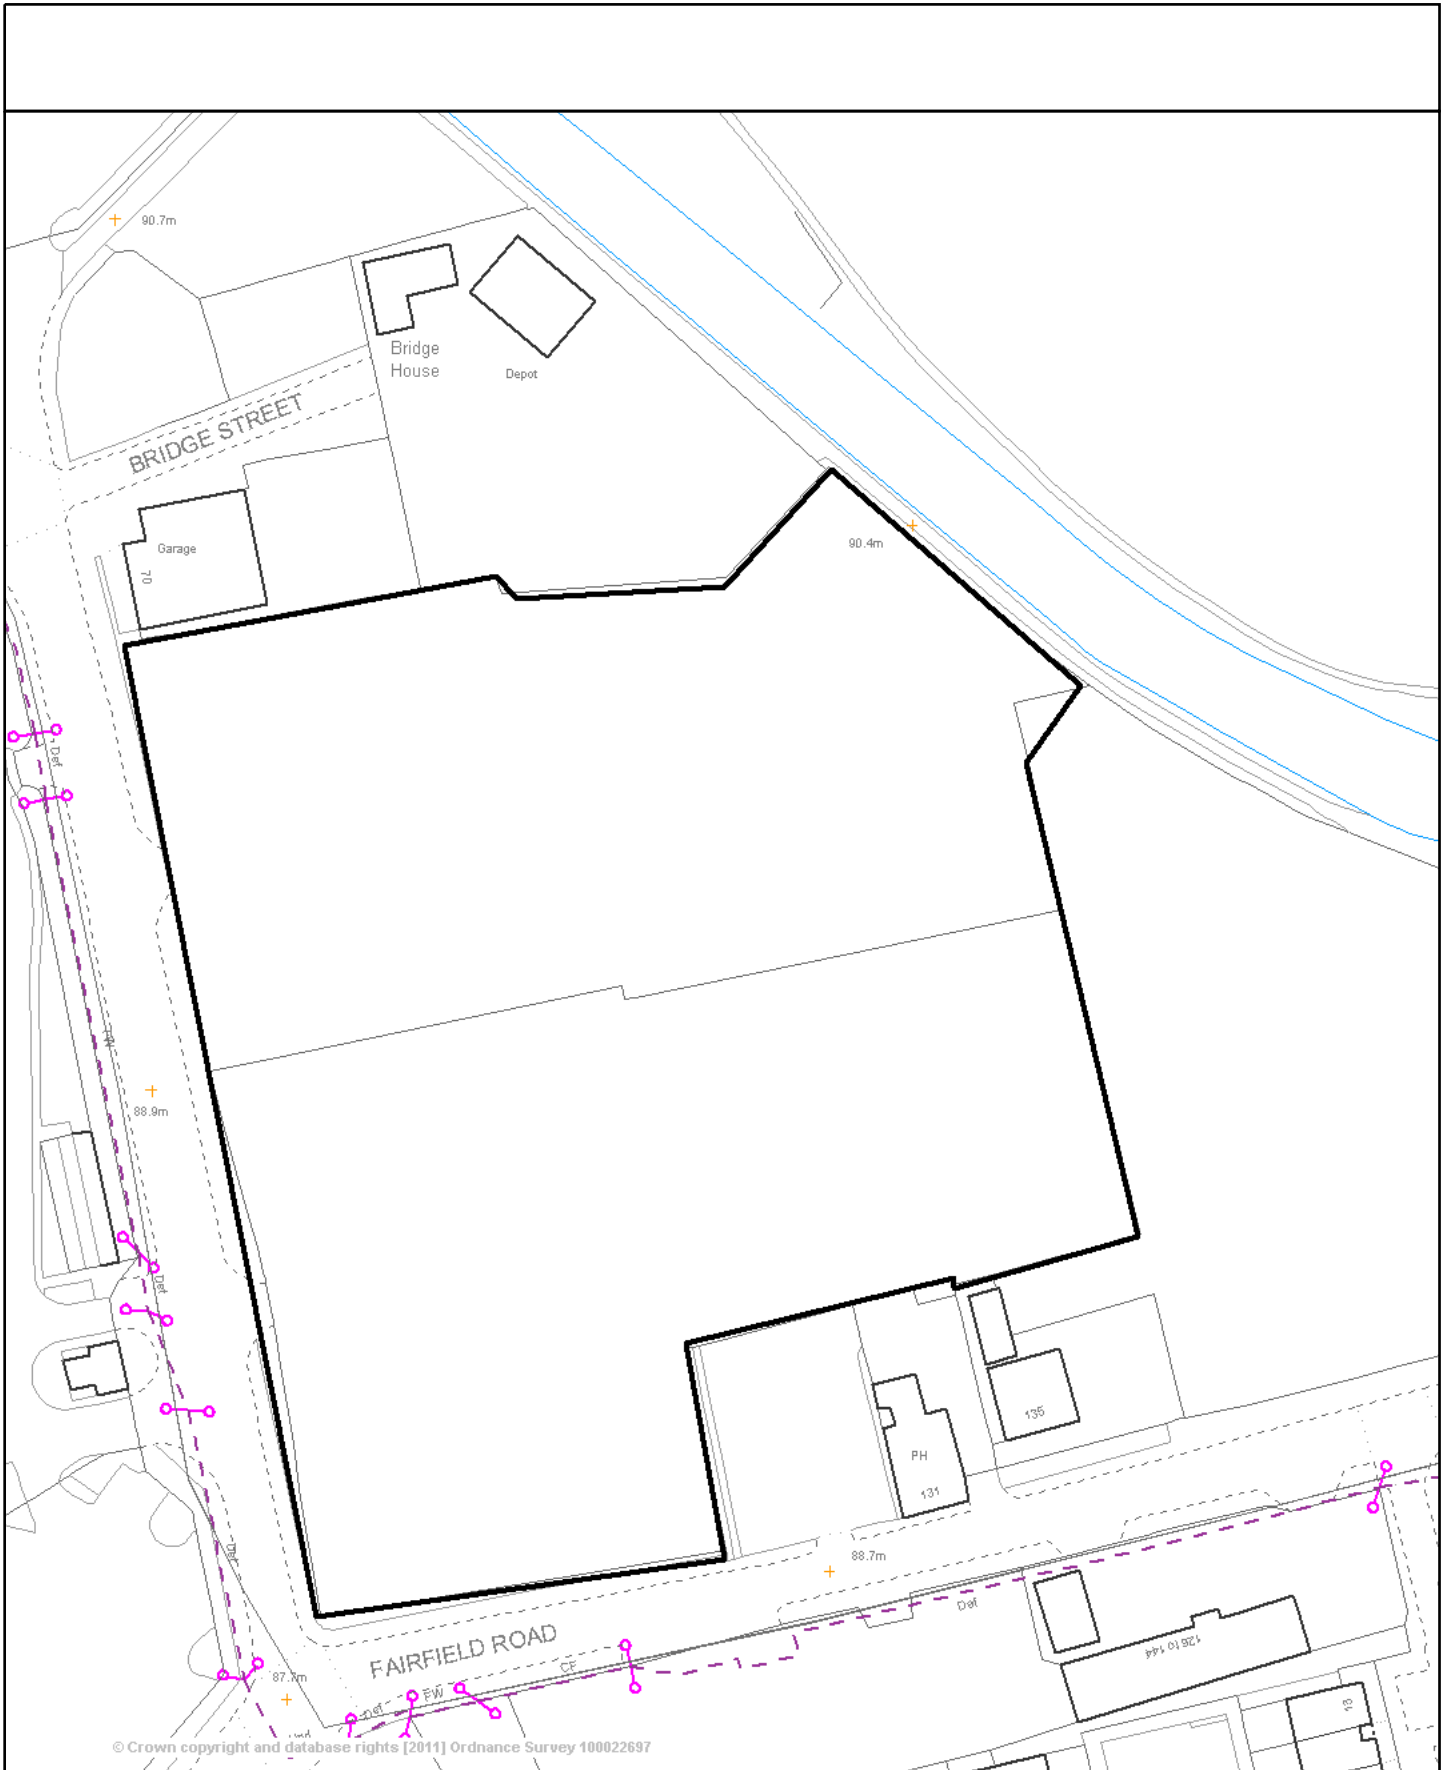 90.7m
Bridge
House
Depot
BRIDGE STREET
Garage
70
90.4m
Def
FW
88.9m
Def
135
PH
131
88.7m
Def
Def
126 to 144
FAIRFIELD ROAD
CF
FW
Def
87.7m
13
© Crown copyright and database rights [2011] Ordnance Survey 100022697